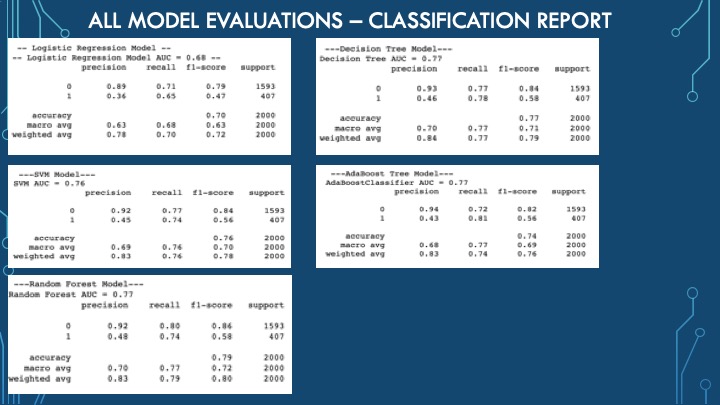 ALL MODEL EVALUATIONS – CLASSIFICATION REPORT
-- Logistic Regression Model --
-- Logistic Regression Model AUC = 0.68 --
precision recall f1-score support
0 0.89 0.71 0.79 1593
1 0.36 0.65 0.47 407
accuracy 0.70 2000
macro avg 0.63 0.68 0.63 2000
weighted avg 0.78 0.70 0.72 2000
---Decision Tree Model---
Decision Tree AUC = 0.77
precision recall f1-score support
0 0.93 0.77 0.84 1593
1 0.46 0.78 0.58 407
accuracy 0.77 2000
macro avg 0.70 0.77 0.71 2000
weighted avg 0.84 0.77 0.79 2000
---SVM Model---
SVM AUC = 0.76
precision recall f1-score support
0 0.92 0.77 0.84 1593
1 0.45 0.74 0.56 407
accuracy 0.76 2000
macro avg 0.69 0.76 0.70 2000
weighted avg 0.83 0.76 0.78 2000
---AdaBoost Tree Model---
AdaBoostClassifier AUC = 0.77
precision recall f1-score support
0 0.94 0.72 0.82 1593
1 0.43 0.81 0.56 407
accuracy 0.74 2000
macro avg 0.68 0.77 0.69 2000
weighted avg 0.83 0.74 0.76 2000
---Random Forest Model---
Random Forest AUC = 0.77
precision recall f1-score support
0 0.92 0.80 0.86 1593
1 0.48 0.74 0.58 407
accuracy 0.79 2000
macro avg 0.70 0.77 0.72 2000
weighted avg 0.83 0.79 0.80 2000